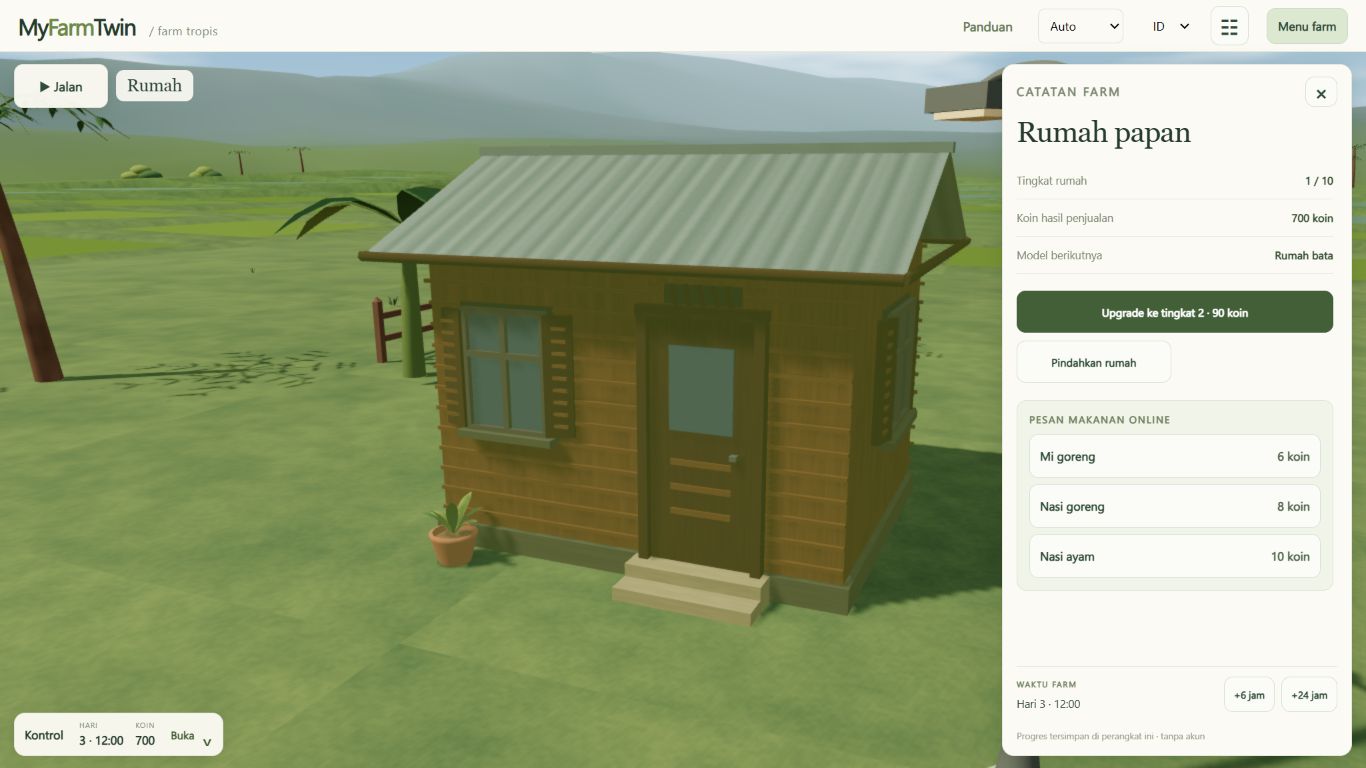 MyFarmTwin / farm tropis
Panduan
Auto
ID
Menu farm
▶ Jalan
Rumah
CATATAN FARM
Rumah papan
Tingkat rumah 1 / 10
Koin hasil penjualan 700 koin
Model berikutnya Rumah bata
Upgrade ke tingkat 2 · 90 koin
Pindahkan rumah
PESAN MAKANAN ONLINE
Mi goreng 6 koin
Nasi goreng 8 koin
Nasi ayam 10 koin
WAKTU FARM
Hari 3 · 12:00
+6 jam
+24 jam
Progres tersimpan di perangkat ini · tanpa akun
Kontrol
HARI
3 · 12:00
KOIN
700
Buka